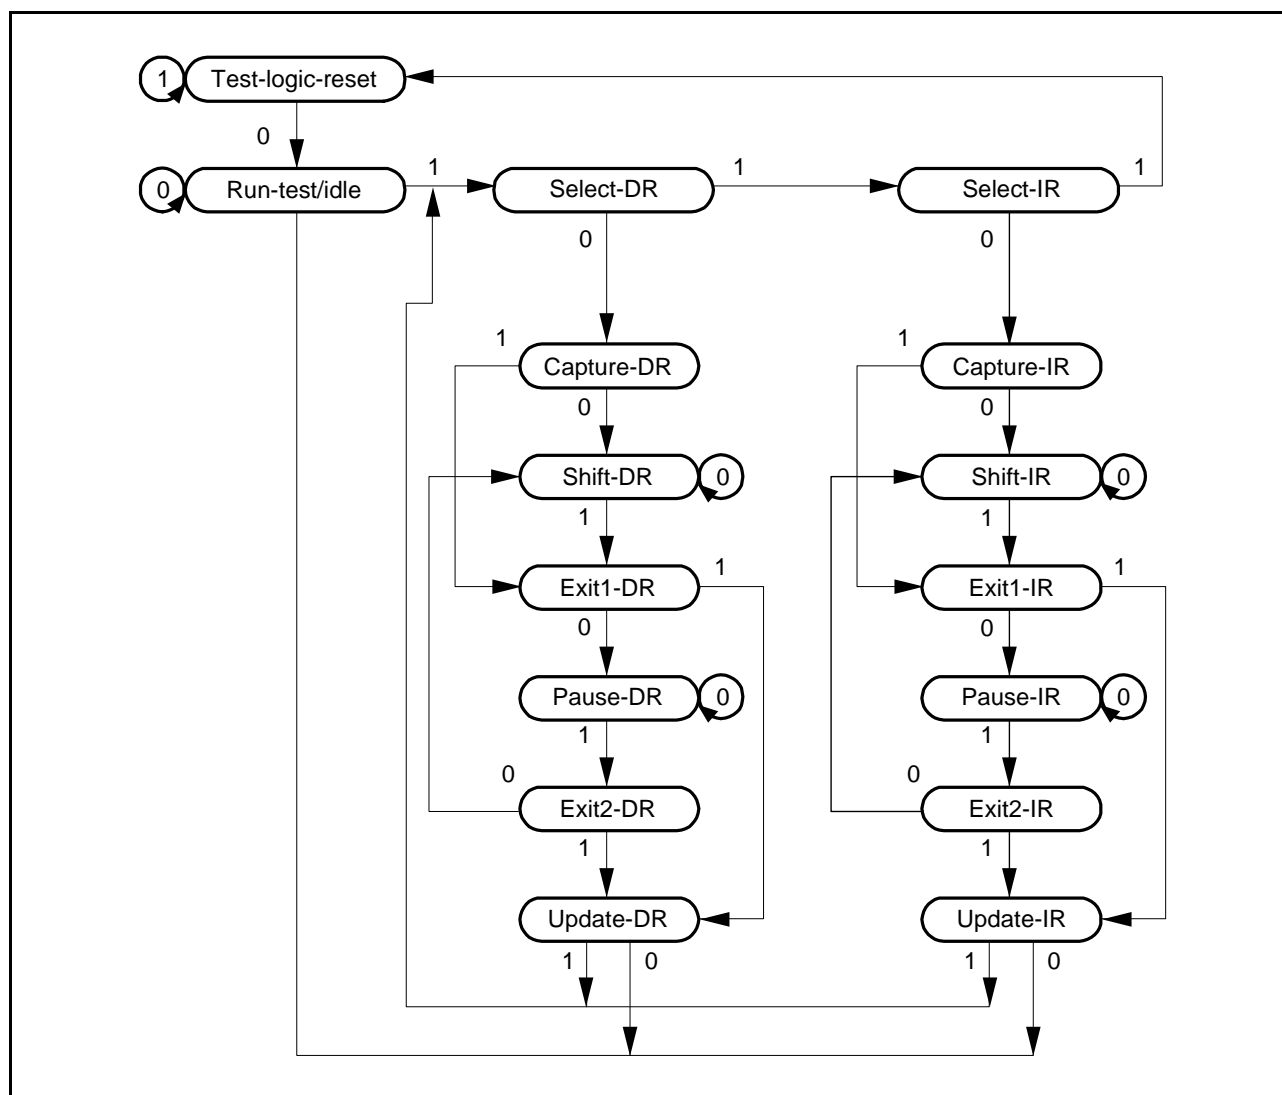 1 Test-logic-reset
0
0 Run-test/idle 1 Select-DR 1 Select-IR 1
0 0
1 1
Capture-DR Capture-IR
0 0
Shift-DR 0 Shift-IR 0
1 1
Exit1-DR 1 Exit1-IR 1
0 0
Pause-DR 0 Pause-IR 0
1 1
0 0
Exit2-DR Exit2-IR
1 1
Update-DR Update-IR
1 0 1 0